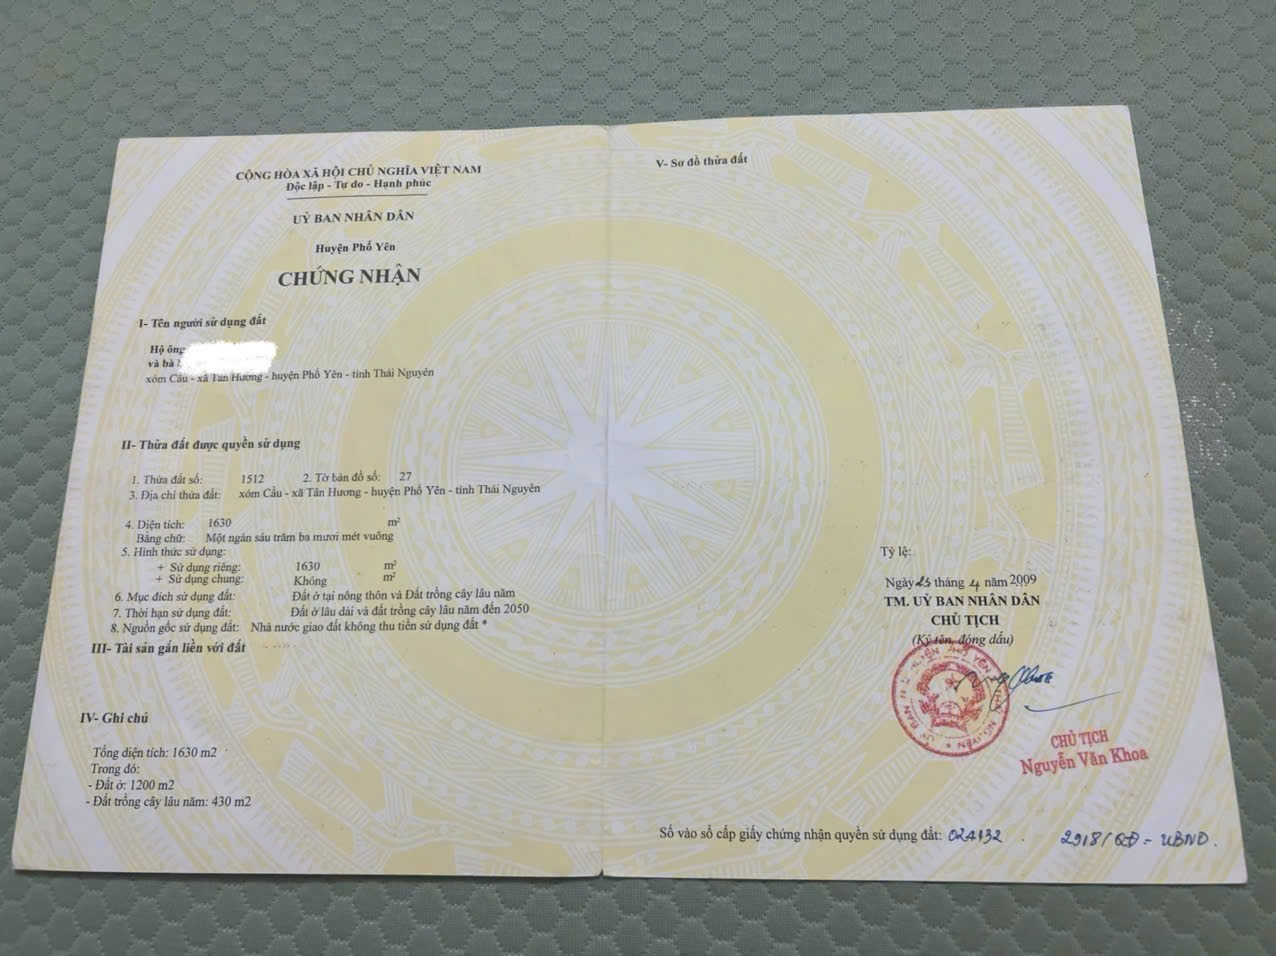 CỘNG HÒA XÃ HỘI CHỦ NGHĨA VIỆT NAM
Độc lập - Tự do - Hạnh phúc
UỶ BAN NHÂN DÂN
Huyện Phổ Yên
CHỨNG NHẬN
I- Tên người sử dụng đất
Hộ ông
và bà
xóm Cầu - xã Tân Hương - huyện Phổ Yên - tỉnh Thái Nguyên
II- Thửa đất được quyền sử dụng
1. Thửa đất số: 1512 2. Tờ bản đồ số: 27
3. Địa chỉ thửa đất: xóm Cầu - xã Tân Hương - huyện Phổ Yên - tỉnh Thái Nguyên
4. Diện tích: 1630 m²
Bằng chữ: Một ngàn sáu trăm ba mươi mét vuông
5. Hình thức sử dụng:
+ Sử dụng riêng: 1630 m²
+ Sử dụng chung: Không m²
6. Mục đích sử dụng đất: Đất ở tại nông thôn và Đất trồng cây lâu năm
7. Thời hạn sử dụng đất: Đất ở lâu dài và đất trồng cây lâu năm đến 2050
8. Nguồn gốc sử dụng đất: Nhà nước giao đất không thu tiền sử dụng đất *
III- Tài sản gắn liền với đất
IV- Ghi chú
Tổng diện tích: 1630 m2
Trong đó:
- Đất ở: 1200 m2
- Đất trồng cây lâu năm: 430 m2
V- Sơ đồ thửa đất
Tỷ lệ:
Ngày 23 tháng 4 năm 2009
TM. UỶ BAN NHÂN DÂN
CHỦ TỊCH
(Ký tên, đóng dấu)
CHỦ TỊCH
Nguyễn Văn Khoa
Số vào sổ cấp giấy chứng nhận quyền sử dụng đất: 024132 . 2918/QĐ - UBND.